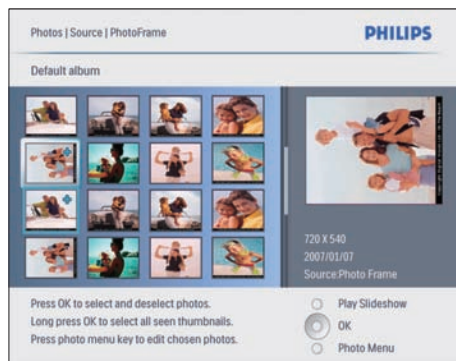 Photos | Source | PhotoFrame
PHILIPS
Default album
720 X 540
2007/01/07
Source:Photo Frame
Press OK to select and deselect photos.
Long press OK to select all seen thumbnails.
Press photo menu key to edit chosen photos.
Play Slideshow
OK
Photo Menu